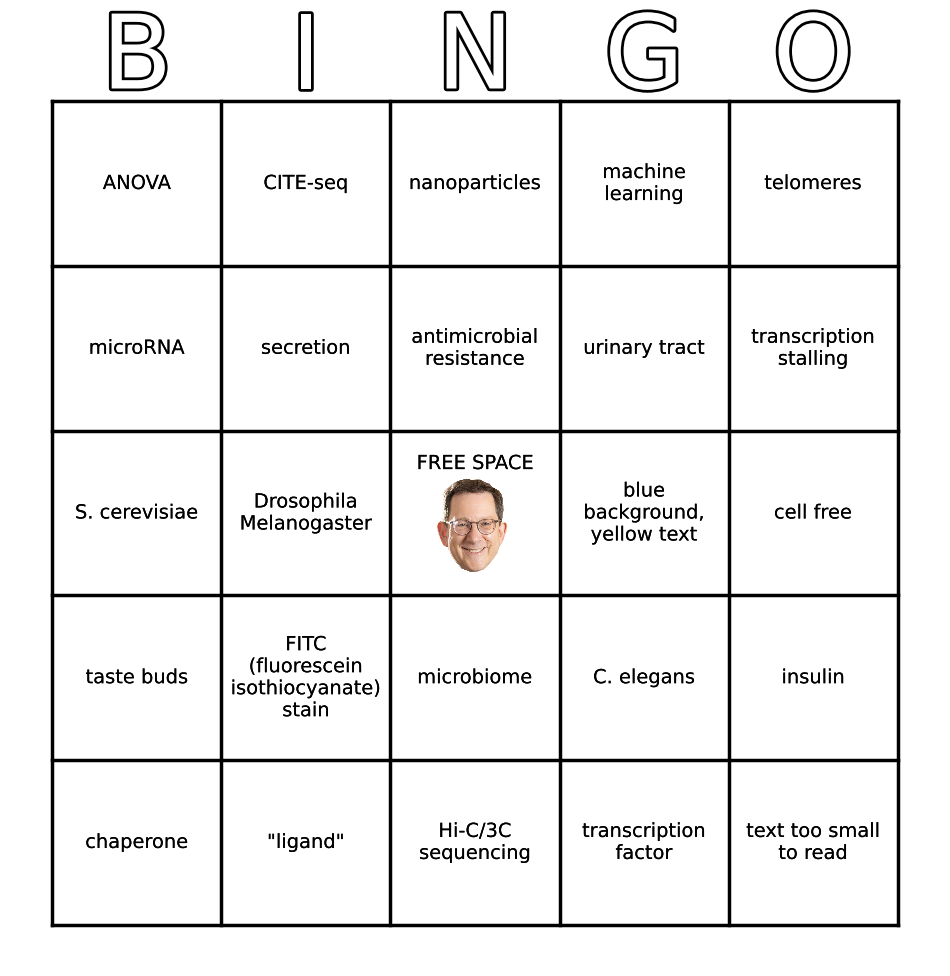 B I N G O
ANOVA
CITE-seq
nanoparticles
machine
learning
telomeres
microRNA
secretion
antimicrobial
resistance
urinary tract
transcription
stalling
S. cerevisiae
Drosophila
Melanogaster
FREE SPACE
blue
background,
yellow text
cell free
taste buds
FITC
(fluorescein
isothiocyanate)
stain
microbiome
C. elegans
insulin
chaperone
"ligand"
Hi-C/3C
sequencing
transcription
factor
text too small
to read